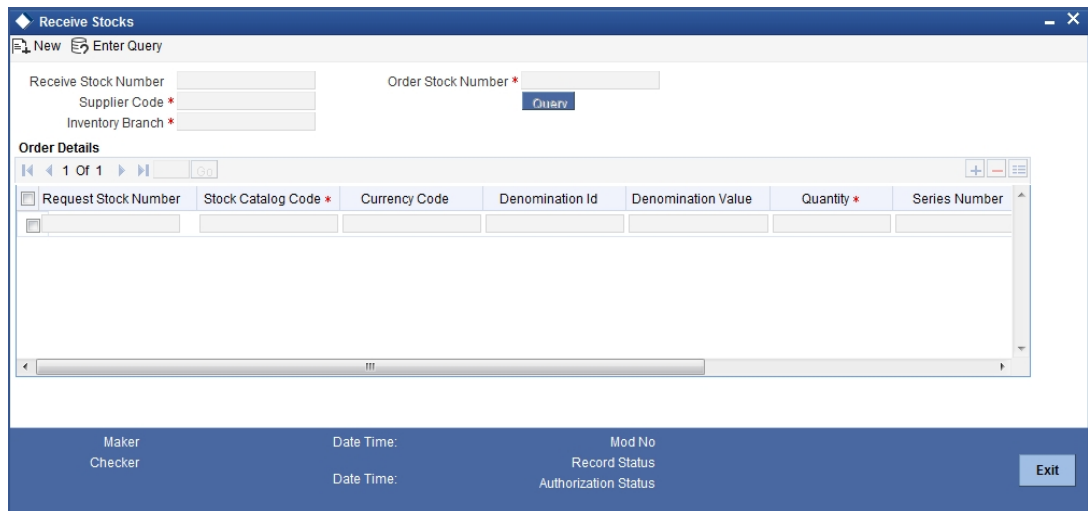 Receive Stocks
New Enter Query
Receive Stock Number Order Stock Number *
Supplier Code * Query
Inventory Branch *
Order Details
1 Of 1 Go
Request Stock Number Stock Catalog Code * Currency Code Denomination Id Denomination Value Quantity * Series Number
Maker Date Time: Mod No
Checker Record Status
Date Time: Authorization Status
Exit